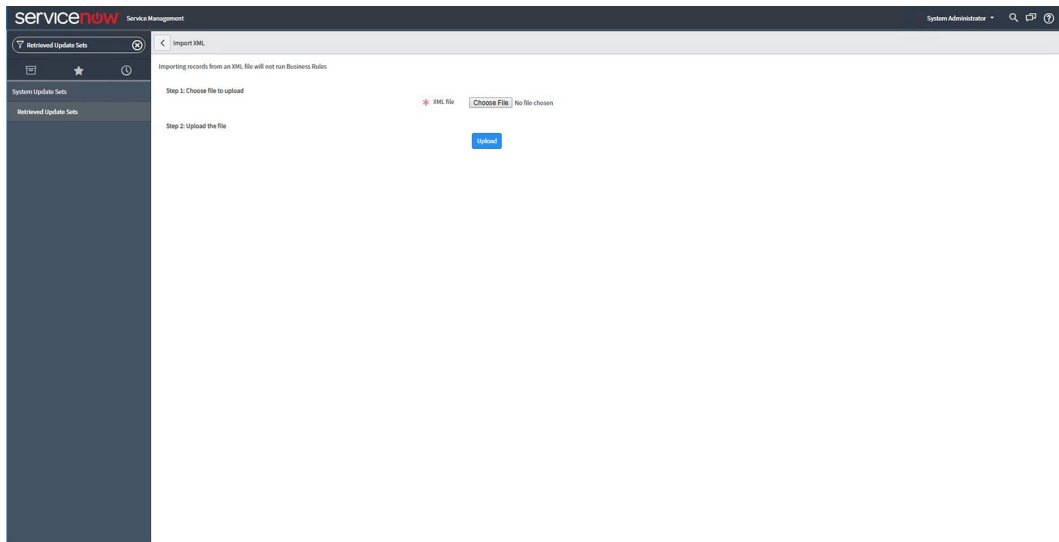 servicenow Service Management
System Administrator
Retrieved Update Sets
Import XML
System Update Sets
Retrieved Update Sets
Importing records from an XML file will not run Business Rules
Step 1: Choose file to upload
XML file Choose File No file chosen
Step 2: Upload the file
Upload